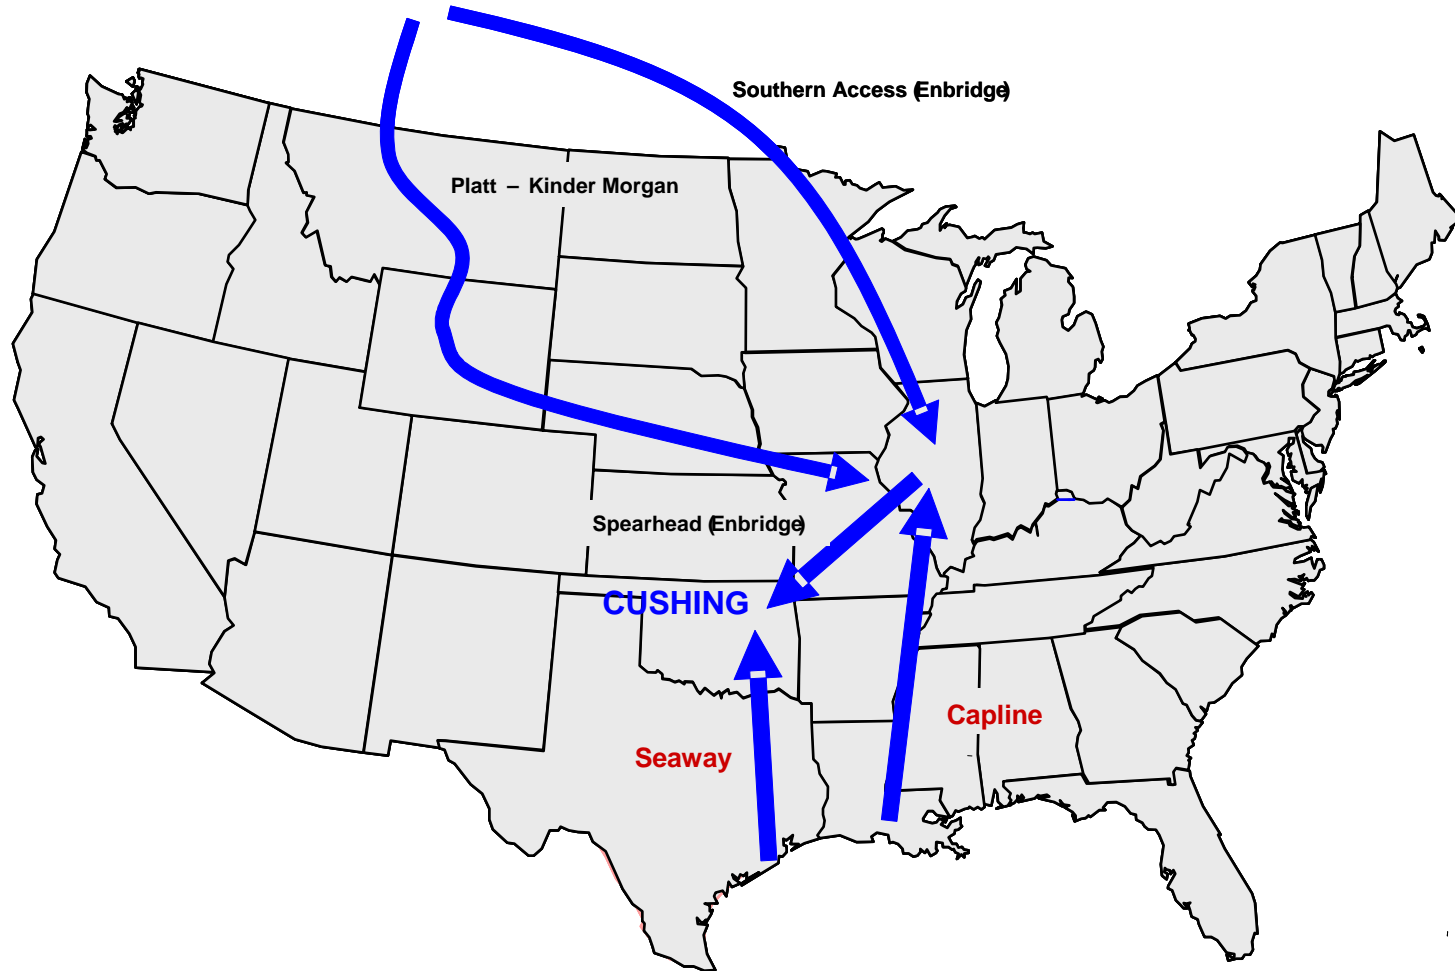 Southern Access (Enbridge)
Platt – Kinder Morgan
Spearhead (Enbridge)
CUSHING
Capline
Seaway